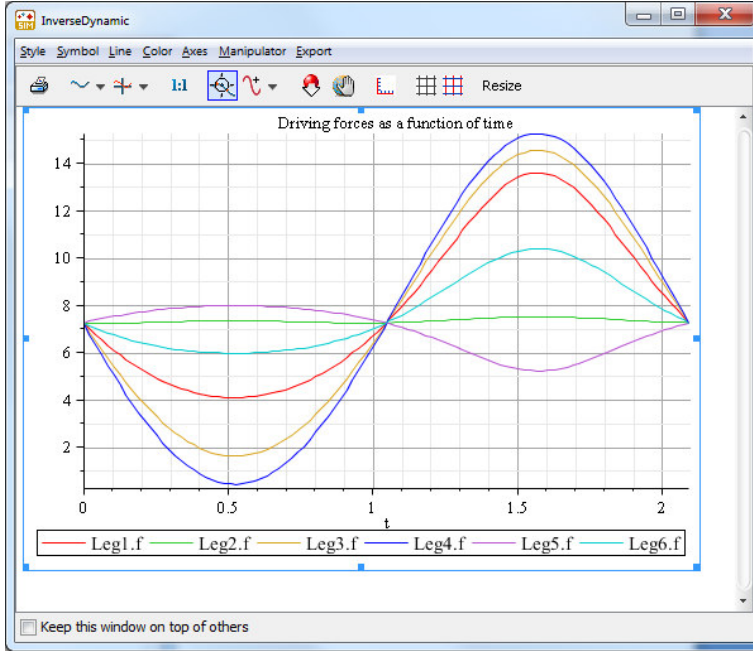 InverseDynamic
Style Symbol Line Color Axes Manipulator Export
1:1 Resize
Driving forces as a function of time
14
12
10
8
6
4
2
0 0.5 1 1.5 2
t
Leg1.f Leg2.f Leg3.f Leg4.f Leg5.f Leg6.f
Keep this window on top of others